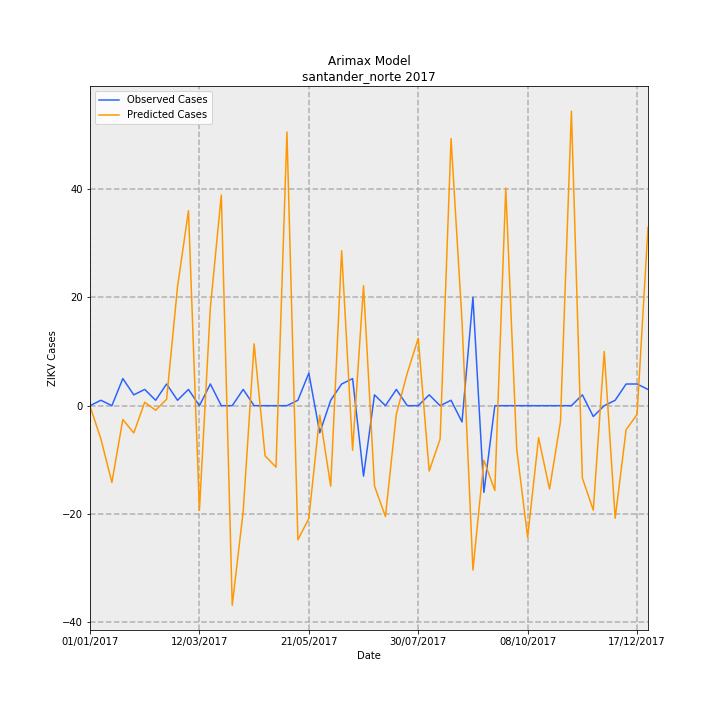 Arimax Model
santander_norte 2017
Observed Cases
Predicted Cases
ZIKV Cases
40
20
0
−20
−40
01/01/2017
12/03/2017
21/05/2017
30/07/2017
08/10/2017
17/12/2017
Date